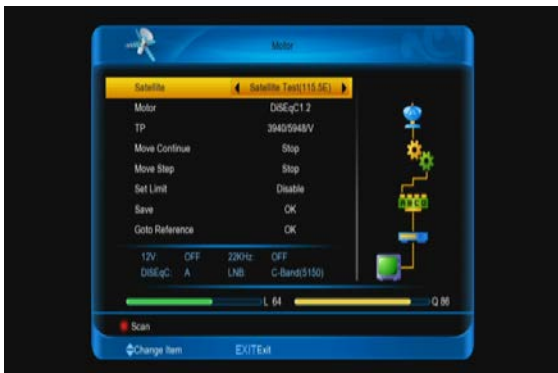 Motor
Satellite Satellite Test(115.5E)
Motor DiSEqC1.2
TP 3940/5948/V
Move Continue Stop
Move Step Stop
Set Limit Disable
Save OK
Goto Reference OK
12V: OFF 22KHz: OFF
DiSEqC: A LNB: C-Band(5150)
A B C D
L 64 Q 86
Scan
Change Item EXIT Exit